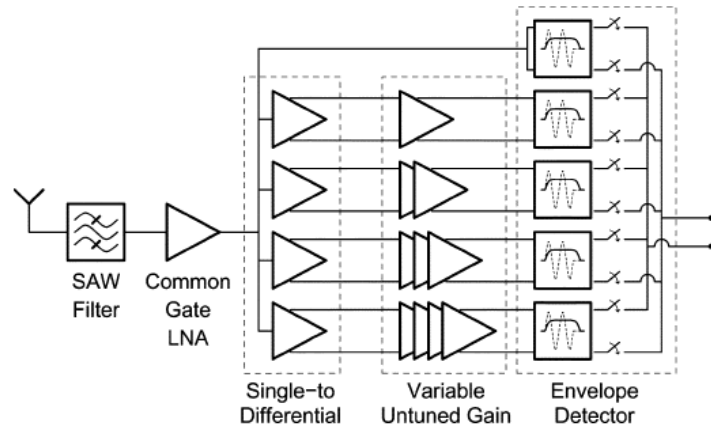 SAW
Filter
Common
Gate
LNA
Single-to
Differential
Variable
Untuned Gain
Envelope
Detector